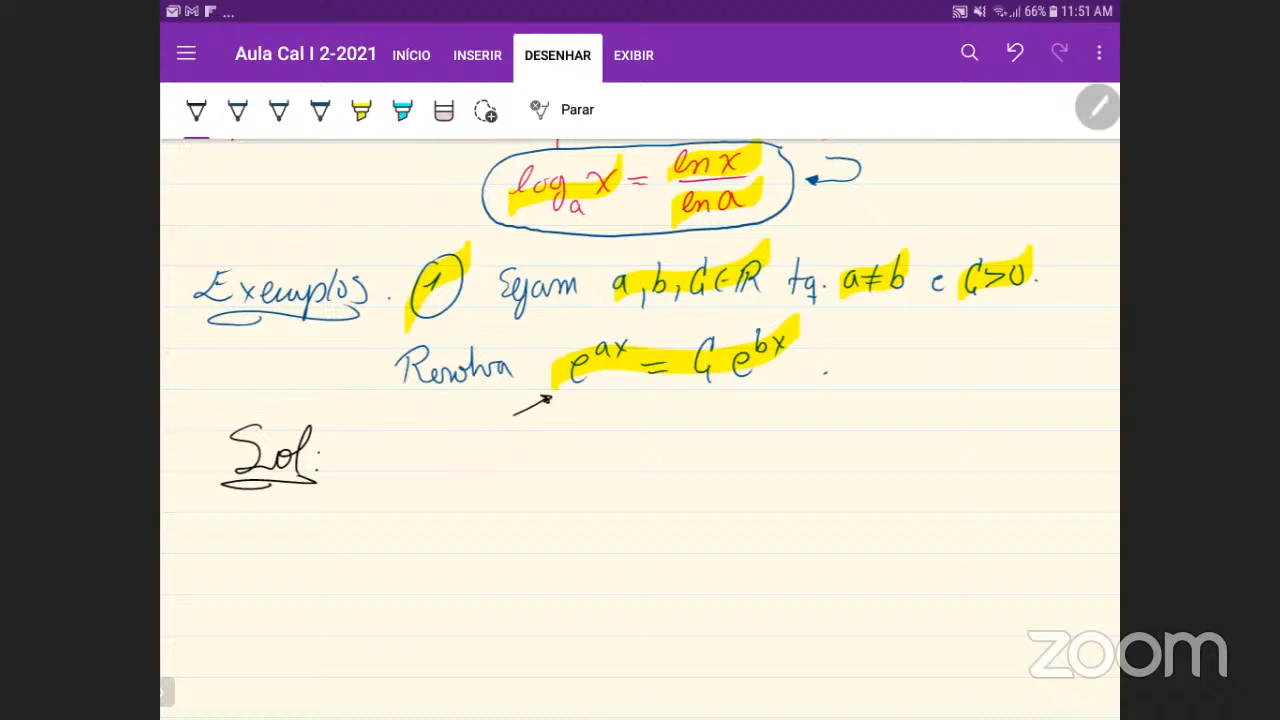 ... 66% 11:51 AM
Aula Cal I 2-2021 INÍCIO INSERIR DESENHAR EXIBIR
Parar
log_a x = ln x / ln a
Exemplos. 1 Sejam a, b, C ∈ ℝ tq. a ≠ b e C > 0.
Resolva e^{ax} = C e^{bx}.
Sol:
zoom